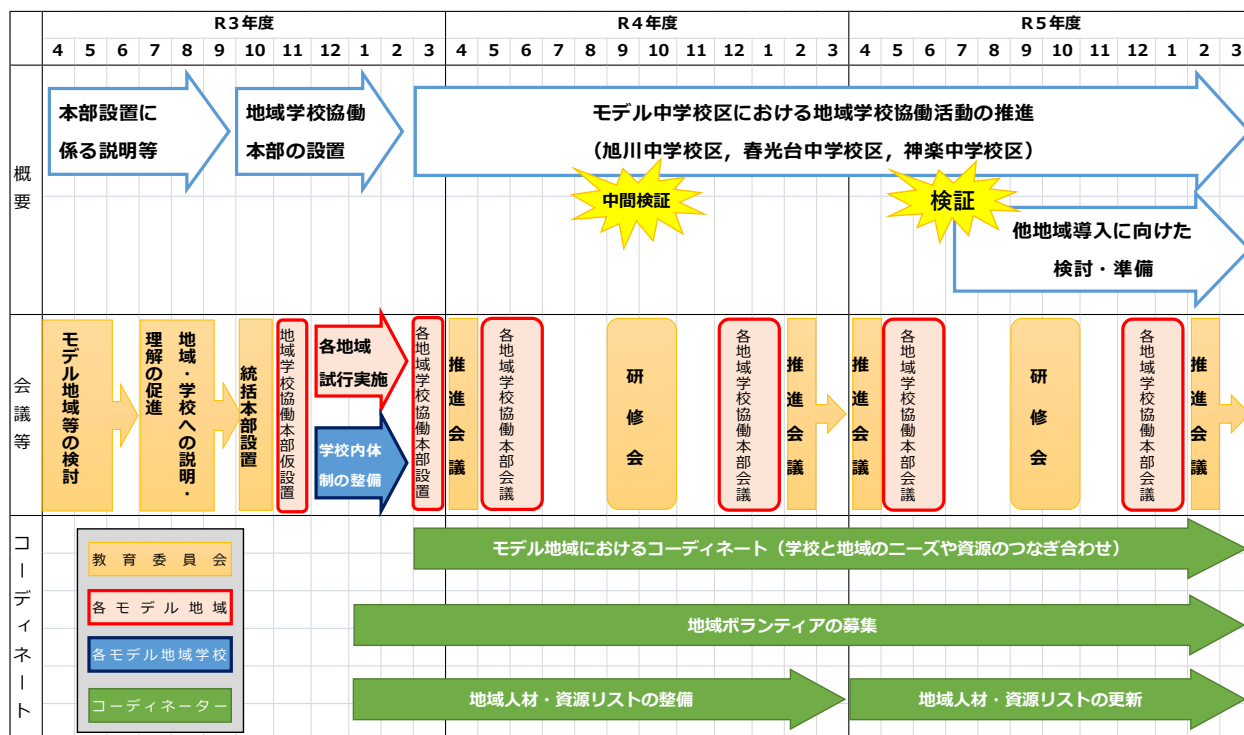 R3年度
R4年度
R5年度
4 5 6 7 8 9 10 11 12 1 2 3 4 5 6 7 8 9 10 11 12 1 2 3 4 5 6 7 8 9 10 11 12 1 2 3
概要
本部設置に
係る説明等
地域学校協働
本部の設置
モデル中学校区における地域学校協働活動の推進
(旭川中学校区，春光台中学校区，神楽中学校区)
中間検証
検証
他地域導入に向けた
検討・準備
会議等
モデル地域等の検討
地域・学校への説明・
理解の促進
統括本部設置
地域学校協働本部仮設置
各地域
試行実施
学校内体
制の整備
各地域学校協働本部設置
推進会議
各地域学校協働本部会議
研修会
各地域学校協働本部会議
推進会議
推進会議
各地域学校協働本部会議
研修会
各地域学校協働本部会議
推進会議
コーディネート
教育委員会
各モデル地域
各モデル地域学校
コーディネーター
モデル地域におけるコーディネート（学校と地域のニーズや資源のつなぎ合わせ）
地域ボランティアの募集
地域人材・資源リストの整備
地域人材・資源リストの更新